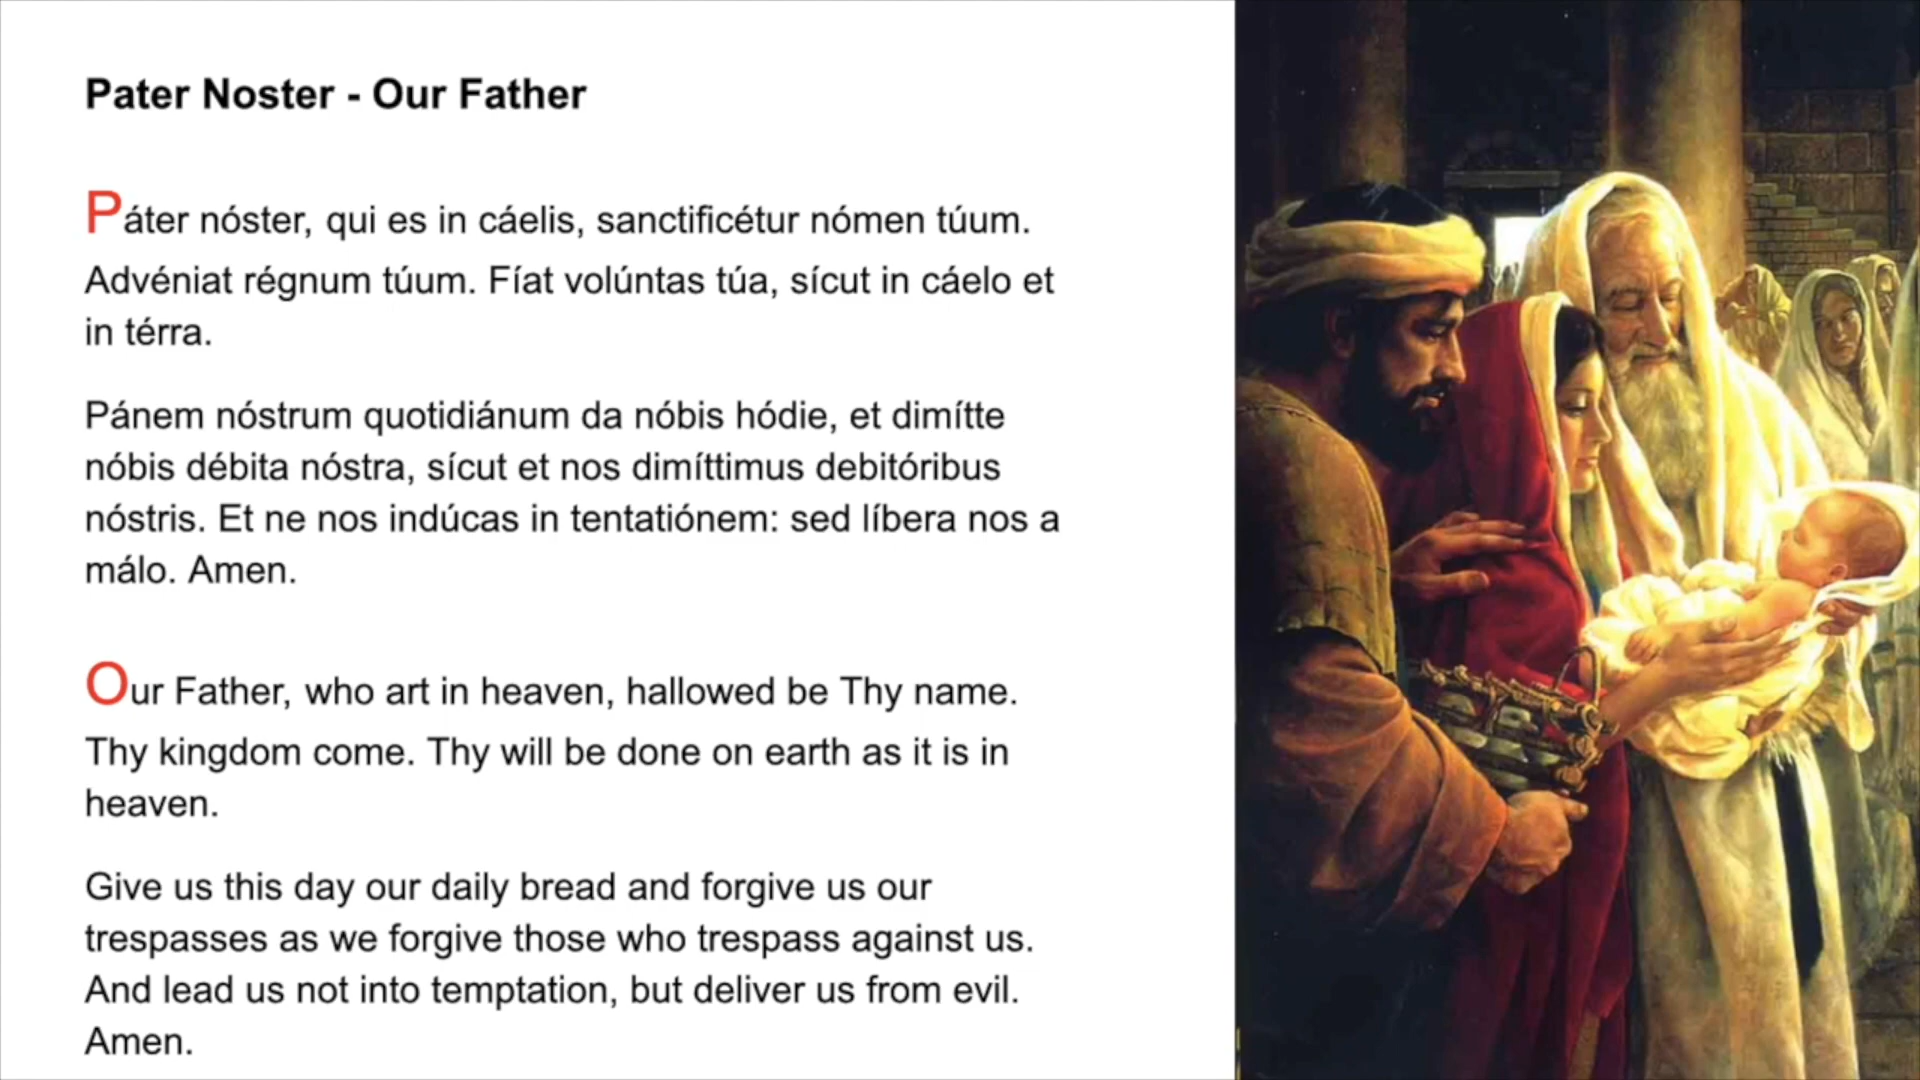 Pater Noster - Our Father
Páter nóster, qui es in cáelis, sanctificétur nómen túum.
Advéniat régnum túum. Fíat volúntas túa, sícut in cáelo et
in térra.
Pánem nóstrum quotidiánum da nóbis hódie, et dimítte
nóbis débita nóstra, sícut et nos dimíttimus debitóribus
nóstris. Et ne nos indúcas in tentatiónem: sed líbera nos a
málo. Amen.
Our Father, who art in heaven, hallowed be Thy name.
Thy kingdom come. Thy will be done on earth as it is in
heaven.
Give us this day our daily bread and forgive us our
trespasses as we forgive those who trespass against us.
And lead us not into temptation, but deliver us from evil.
Amen.